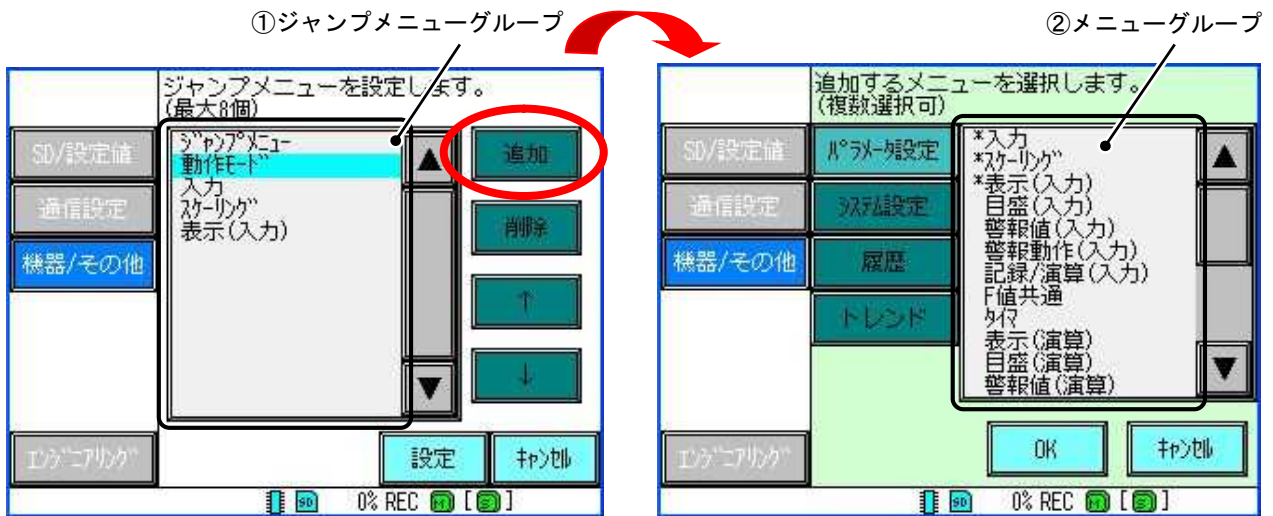 ①ジャンプメニューグループ
②メニューグループ
ジャンプメニューを設定します。
(最大8個)
SD/設定値
通信設定
機器/その他
エンジニアリング
ジャンプメニュー
動作モード
入力
スケーリング
表示(入力)
▲
▼
追加
削除
↑
↓
設定
キャンセル
0% REC [M] [ [E] ]
追加するメニューを選択します。
(複数選択可)
SD/設定値
通信設定
機器/その他
エンジニアリング
パラメータ設定
システム設定
履歴
トレンド
*入力
*スケーリング
*表示(入力)
目盛(入力)
警報値(入力)
警報動作(入力)
記録/演算(入力)
F値共通
タイマ
表示(演算)
目盛(演算)
警報値(演算)
▲
▼
OK
キャンセル
0% REC [M] [ [E] ]